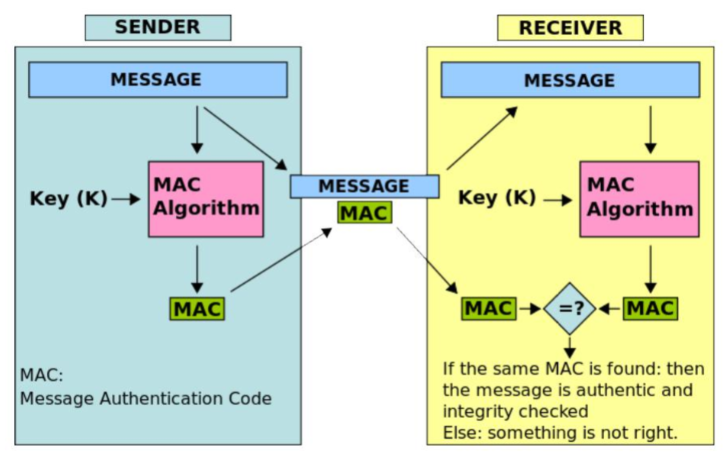 SENDER
MESSAGE
Key (K)
MAC
Algorithm
MAC
MAC:
Message Authentication Code
MESSAGE
MAC
RECEIVER
MESSAGE
Key (K)
MAC
Algorithm
MAC
=?
MAC
If the same MAC is found: then
the message is authentic and
integrity checked
Else: something is not right.